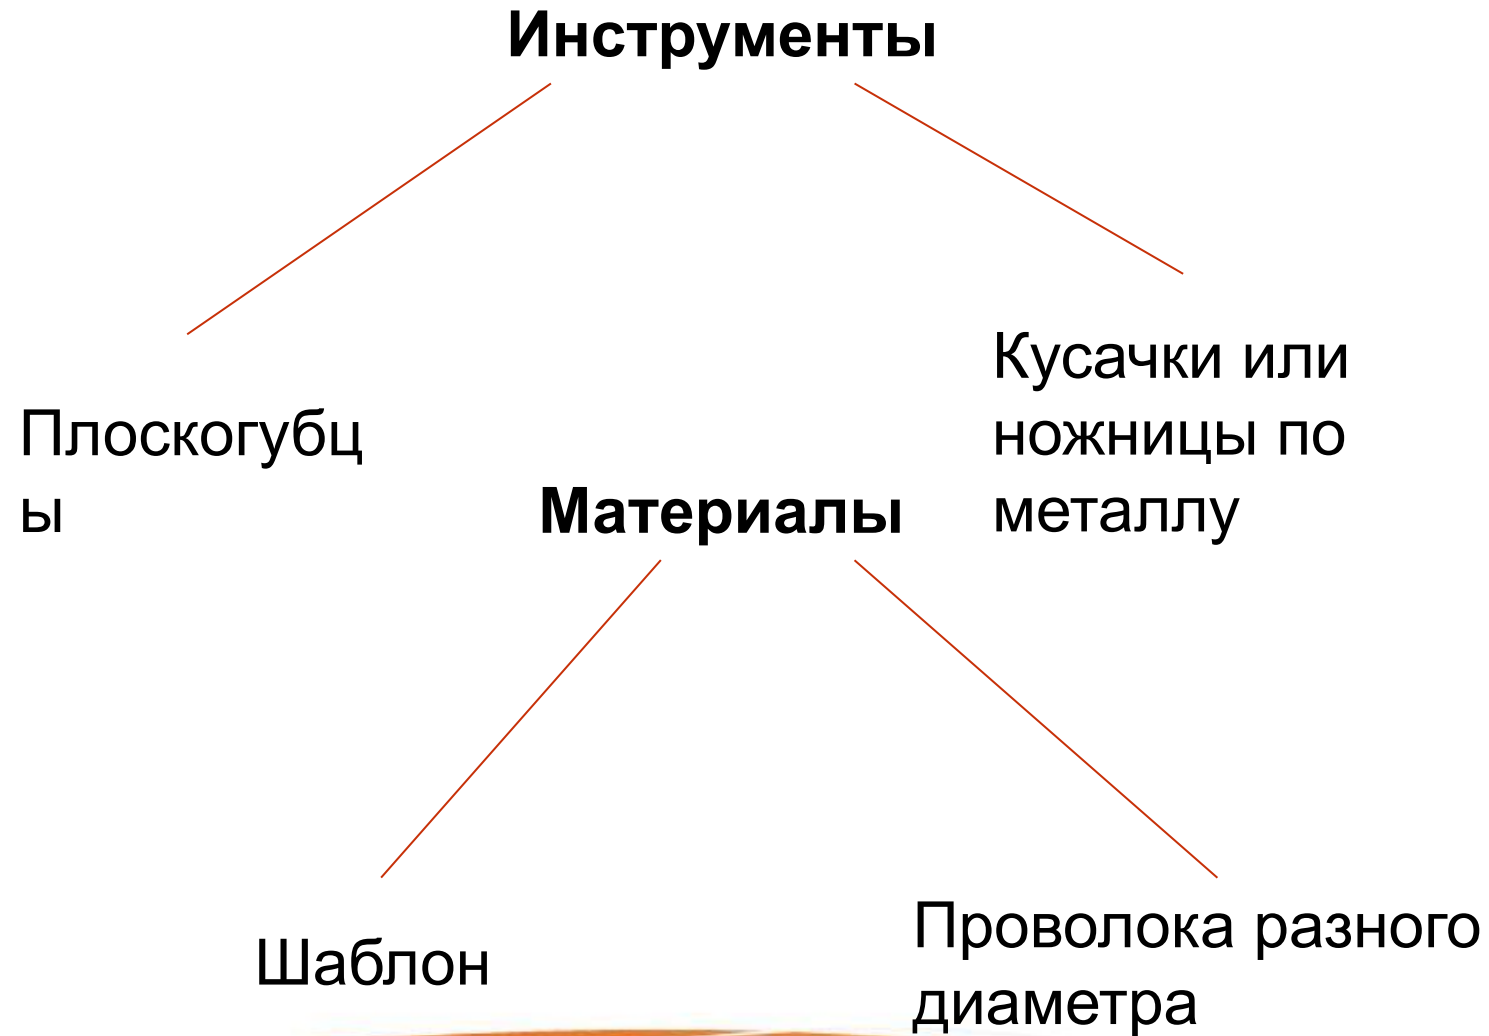 Инструменты
Плоскогубц
ы
Кусачки или
ножницы по
металлу
Материалы
Шаблон
Проволока разного
диаметра